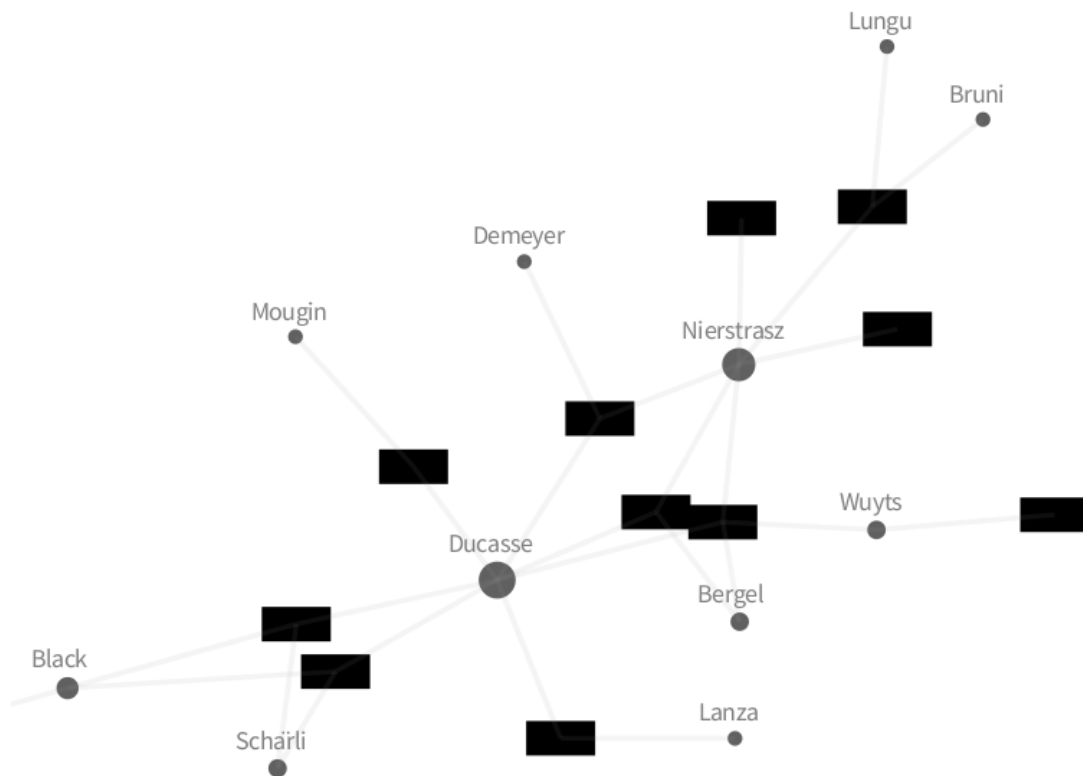 Lungu
Bruni
Demeyer
Mougin
Nierstrasz
Wuyts
Ducasse
Bergel
Black
Lanza
Schärli